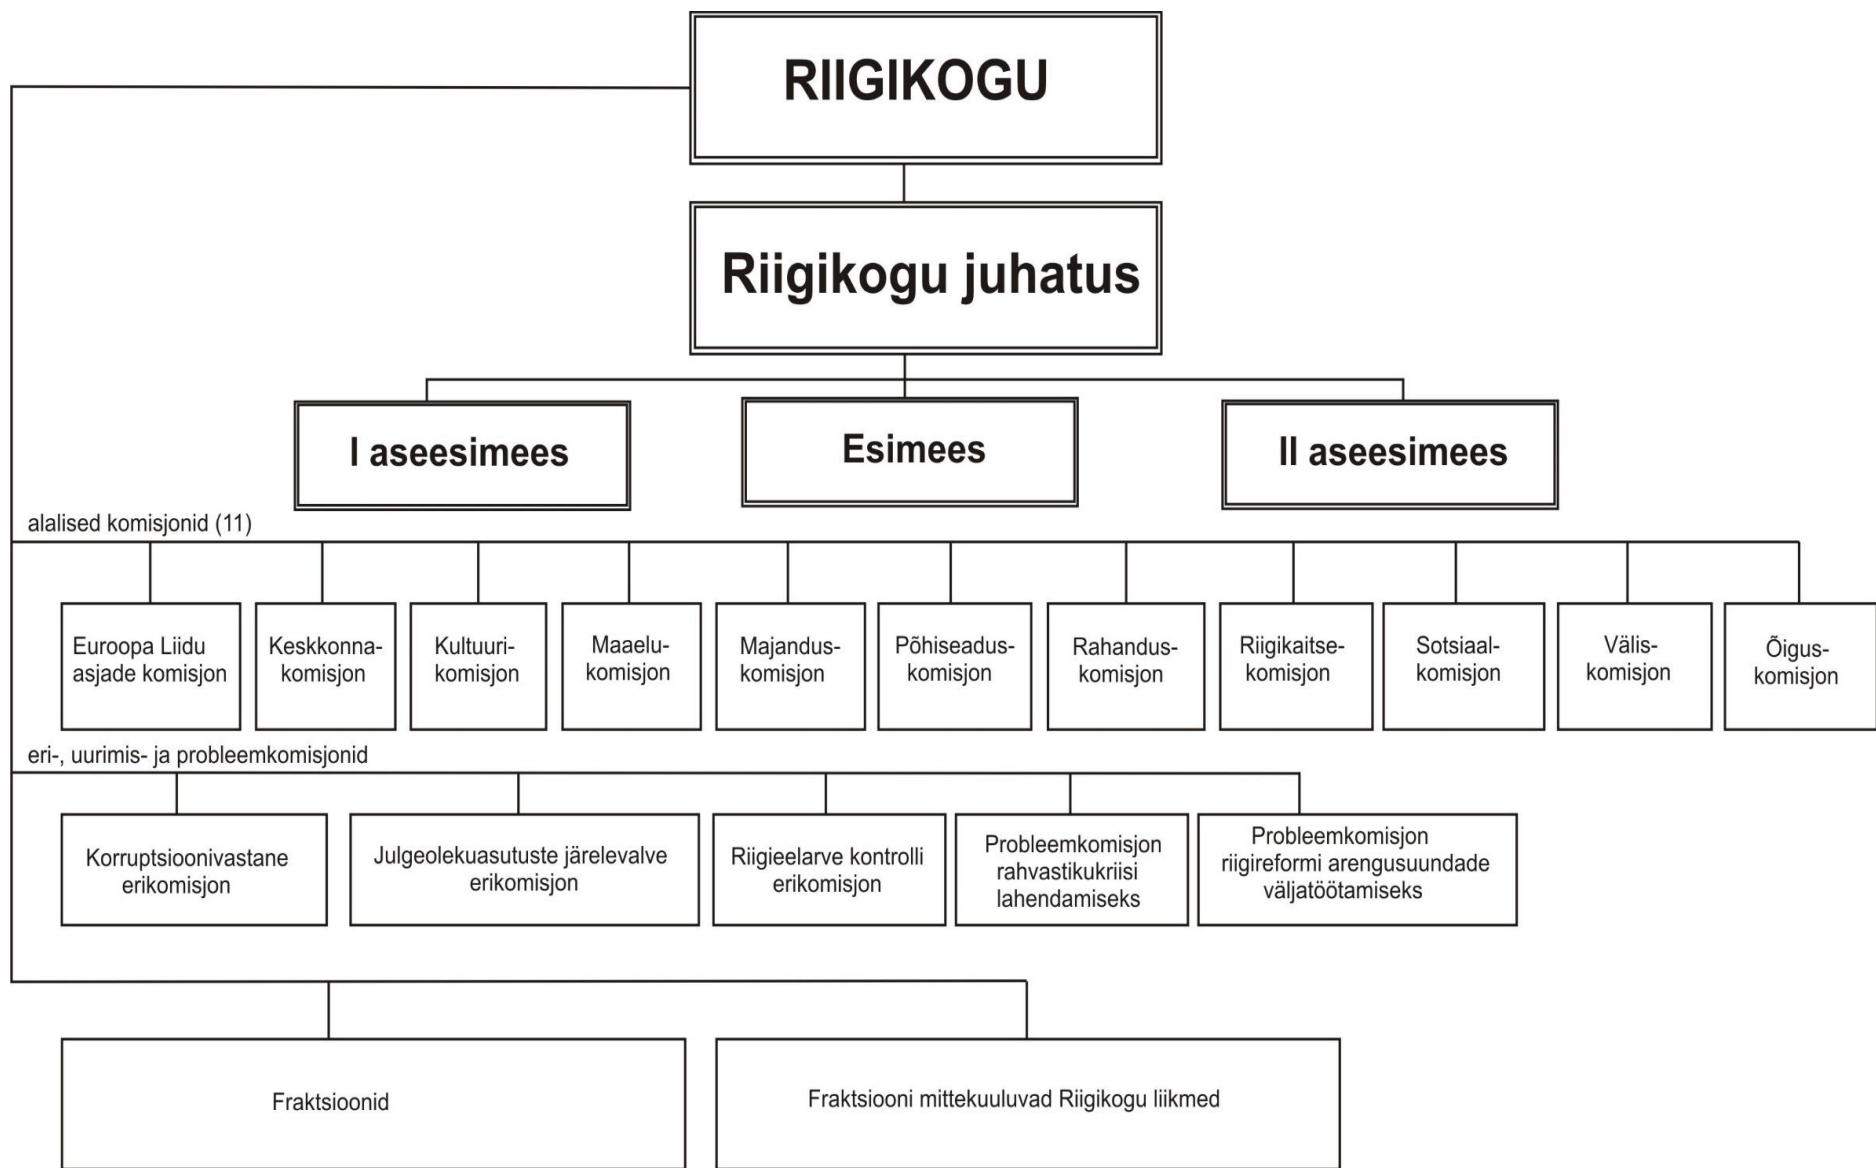 RIIGIKOGU
Riigikogu juhatus
I aseesimees
Esimees
II aseesimees
alalised komisjonid (11)
Euroopa Liidu
asjade komisjon
Keskkonna-
komisjon
Kultuuri-
komisjon
Maaelu-
komisjon
Majandus-
komisjon
Põhiseadus-
komisjon
Rahandus-
komisjon
Riigikaitse-
komisjon
Sotsiaal-
komisjon
Välis-
komisjon
Õigus-
komisjon
eri-, uurimis- ja probleemkomisjonid
Korruptsioonivastane
erikomisjon
Julgeolekuasutuste järelevalve
erikomisjon
Riigieelarve kontrolli
erikomisjon
Probleemkomisjon
rahvastikukriisi
lahendamiseks
Probleemkomisjon
riigireformi arengusuundade
väljatöötamiseks
Fraktsioonid
Fraktsiooni mittekuuluvad Riigikogu liikmed